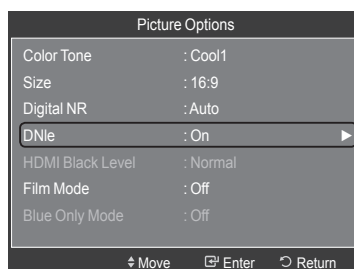 Picture Options
Color Tone : Cool1
Size : 16:9
Digital NR : Auto
DNIe : On
HDMI Black Level : Normal
Film Mode : Off
Blue Only Mode : Off
Move Enter Return